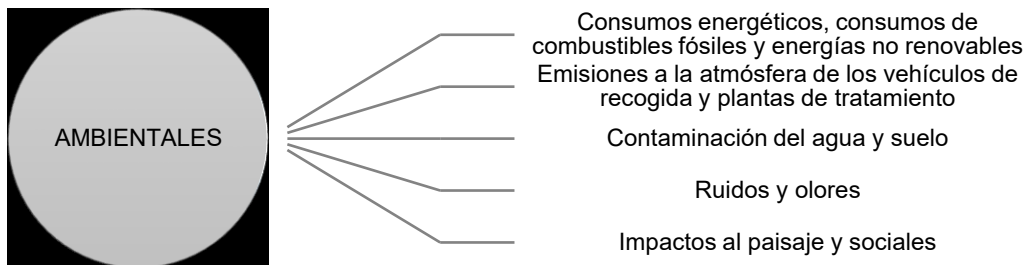 AMBIENTALES
Consumos energéticos, consumos de
combustibles fósiles y energías no renovables
Emisiones a la atmósfera de los vehículos de
recogida y plantas de tratamiento
Contaminación del agua y suelo
Ruidos y olores
Impactos al paisaje y sociales